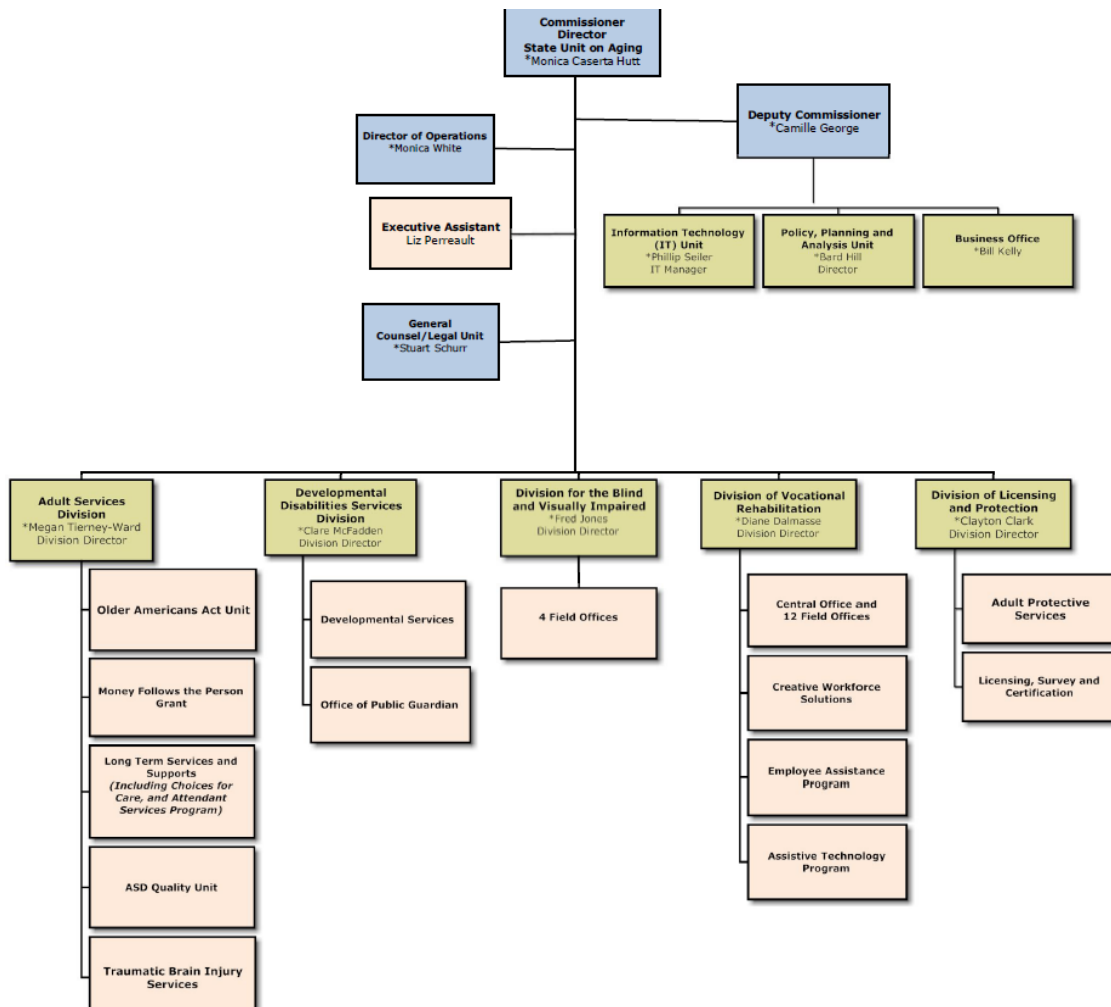 Commissioner
Director
State Unit on Aging
*Monica Caserta Hutt
Deputy Commissioner
*Camille George
Director of Operations
*Monica White
Executive Assistant
Liz Perreault
Information Technology
(IT) Unit
*Phillip Seiler
IT Manager
Policy, Planning and
Analysis Unit
*Bard Hill
Director
Business Office
*Bill Kelly
General
Counsel/Legal Unit
*Stuart Schurr
Adult Services
Division
*Megan Tierney-Ward
Division Director
Developmental
Disabilities Services
Division
*Clare McFadden
Division Director
Division for the Blind
and Visually Impaired
*Fred Jones
Division Director
Division of Vocational
Rehabilitation
*Diane Dalmasse
Division Director
Division of Licensing
and Protection
*Clayton Clark
Division Director
Older Americans Act Unit
Money Follows the Person
Grant
Long Term Services and
Supports
(Including Choices for
Care, and Attendant
Services Program)
ASD Quality Unit
Traumatic Brain Injury
Services
Developmental Services
Office of Public Guardian
4 Field Offices
Central Office and
12 Field Offices
Creative Workforce
Solutions
Employee Assistance
Program
Assistive Technology
Program
Adult Protective
Services
Licensing, Survey and
Certification